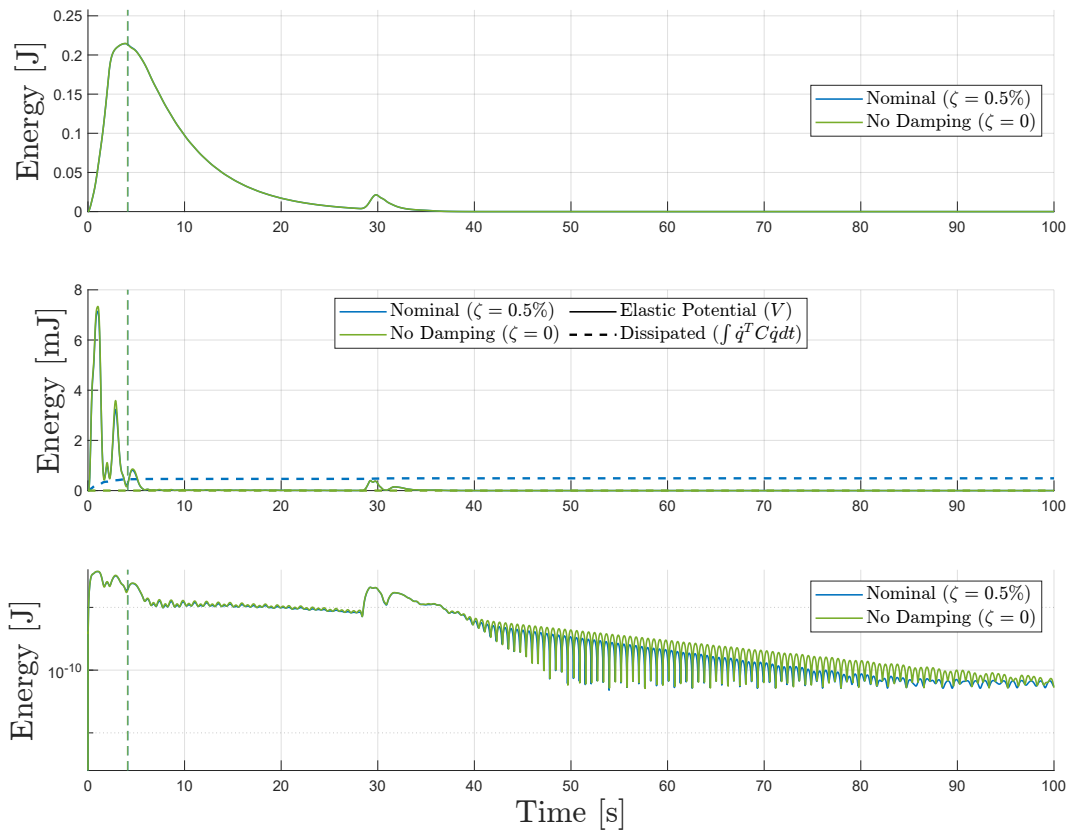 Energy [J]
0.25
0.2
0.15
0.1
0.05
0
0 10 20 30 40 50 60 70 80 90 100
Nominal (ζ = 0.5%)
No Damping (ζ = 0)
Energy [mJ]
8
6
4
2
0
0 10 20 30 40 50 60 70 80 90 100
Nominal (ζ = 0.5%) Elastic Potential (V)
No Damping (ζ = 0) Dissipated (∫ q̇ᵀCq̇dt)
Energy [J]
10⁻¹⁰
0 10 20 30 40 50 60 70 80 90 100
Nominal (ζ = 0.5%)
No Damping (ζ = 0)
Time [s]